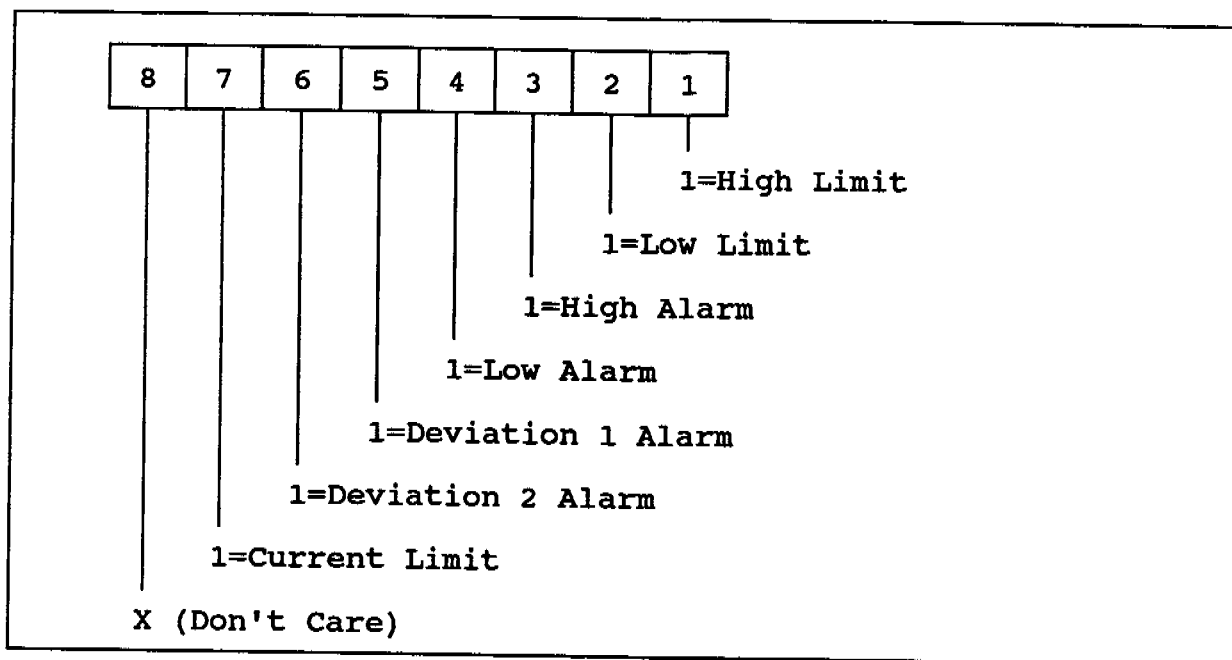 8 7 6 5 4 3 2 1
1=High Limit
1=Low Limit
1=High Alarm
1=Low Alarm
1=Deviation 1 Alarm
1=Deviation 2 Alarm
1=Current Limit
X (Don't Care)